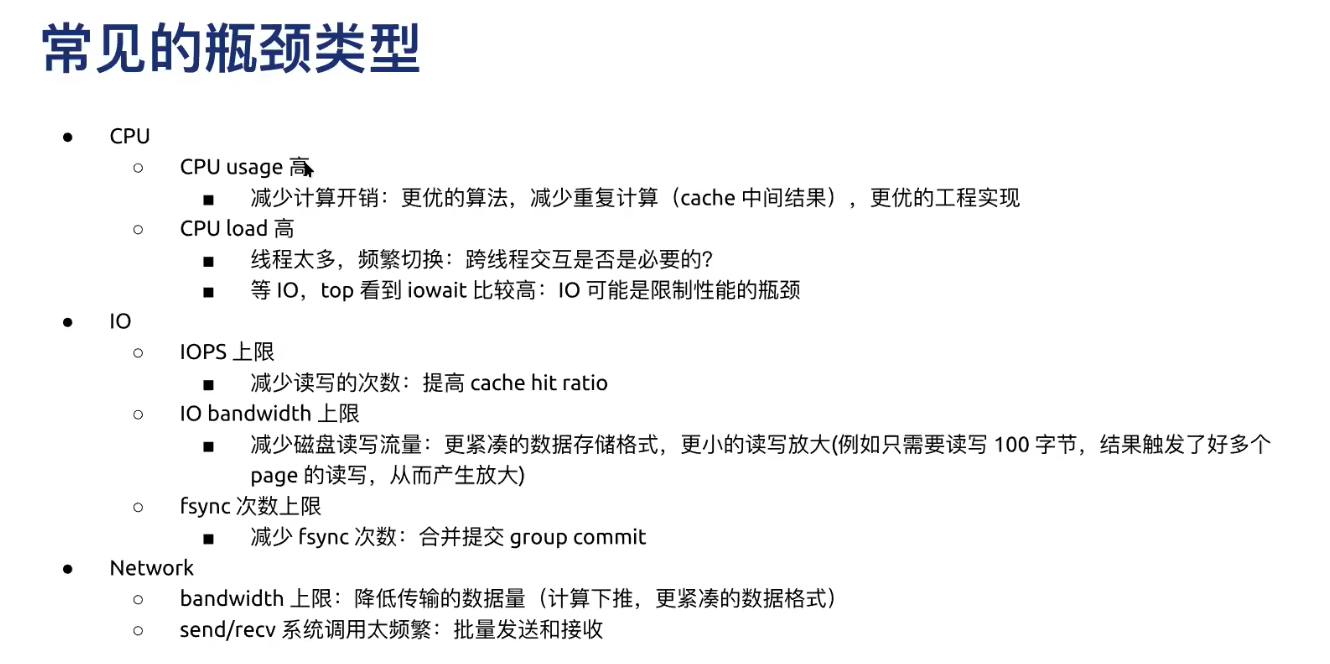 常见的瓶颈类型
● CPU
○ CPU usage 高
■ 减少计算开销：更优的算法，减少重复计算（cache 中间结果），更优的工程实现
○ CPU load 高
■ 线程太多，频繁切换：跨线程交互是否是必要的？
■ 等 IO，top 看到 iowait 比较高：IO 可能是限制性能的瓶颈
● IO
○ IOPS 上限
■ 减少读写的次数：提高 cache hit ratio
○ IO bandwidth 上限
■ 减少磁盘读写流量：更紧凑的数据存储格式，更小的读写放大(例如只需要读写 100 字节，结果触发了好多个
page 的读写，从而产生放大)
○ fsync 次数上限
■ 减少 fsync 次数：合并提交 group commit
● Network
○ bandwidth 上限：降低传输的数据量（计算下推，更紧凑的数据格式）
○ send/recv 系统调用太频繁：批量发送和接收